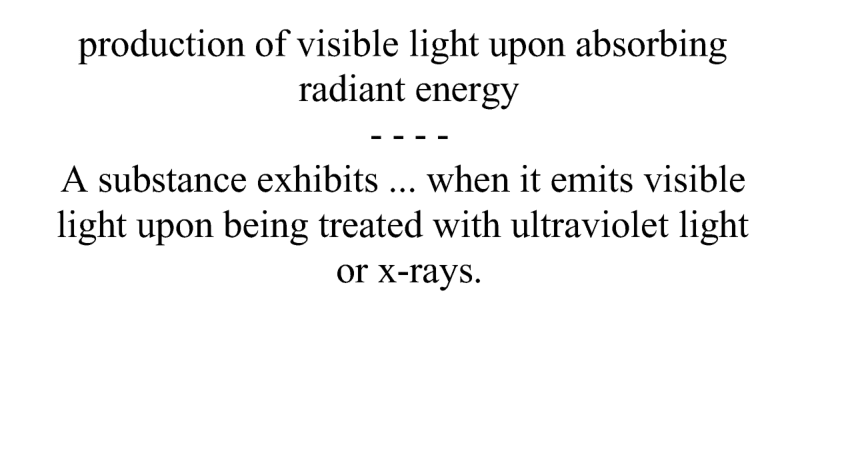 production of visible light upon absorbing
radiant energy
- - - -
A substance exhibits ... when it emits visible
light upon being treated with ultraviolet light
or x-rays.